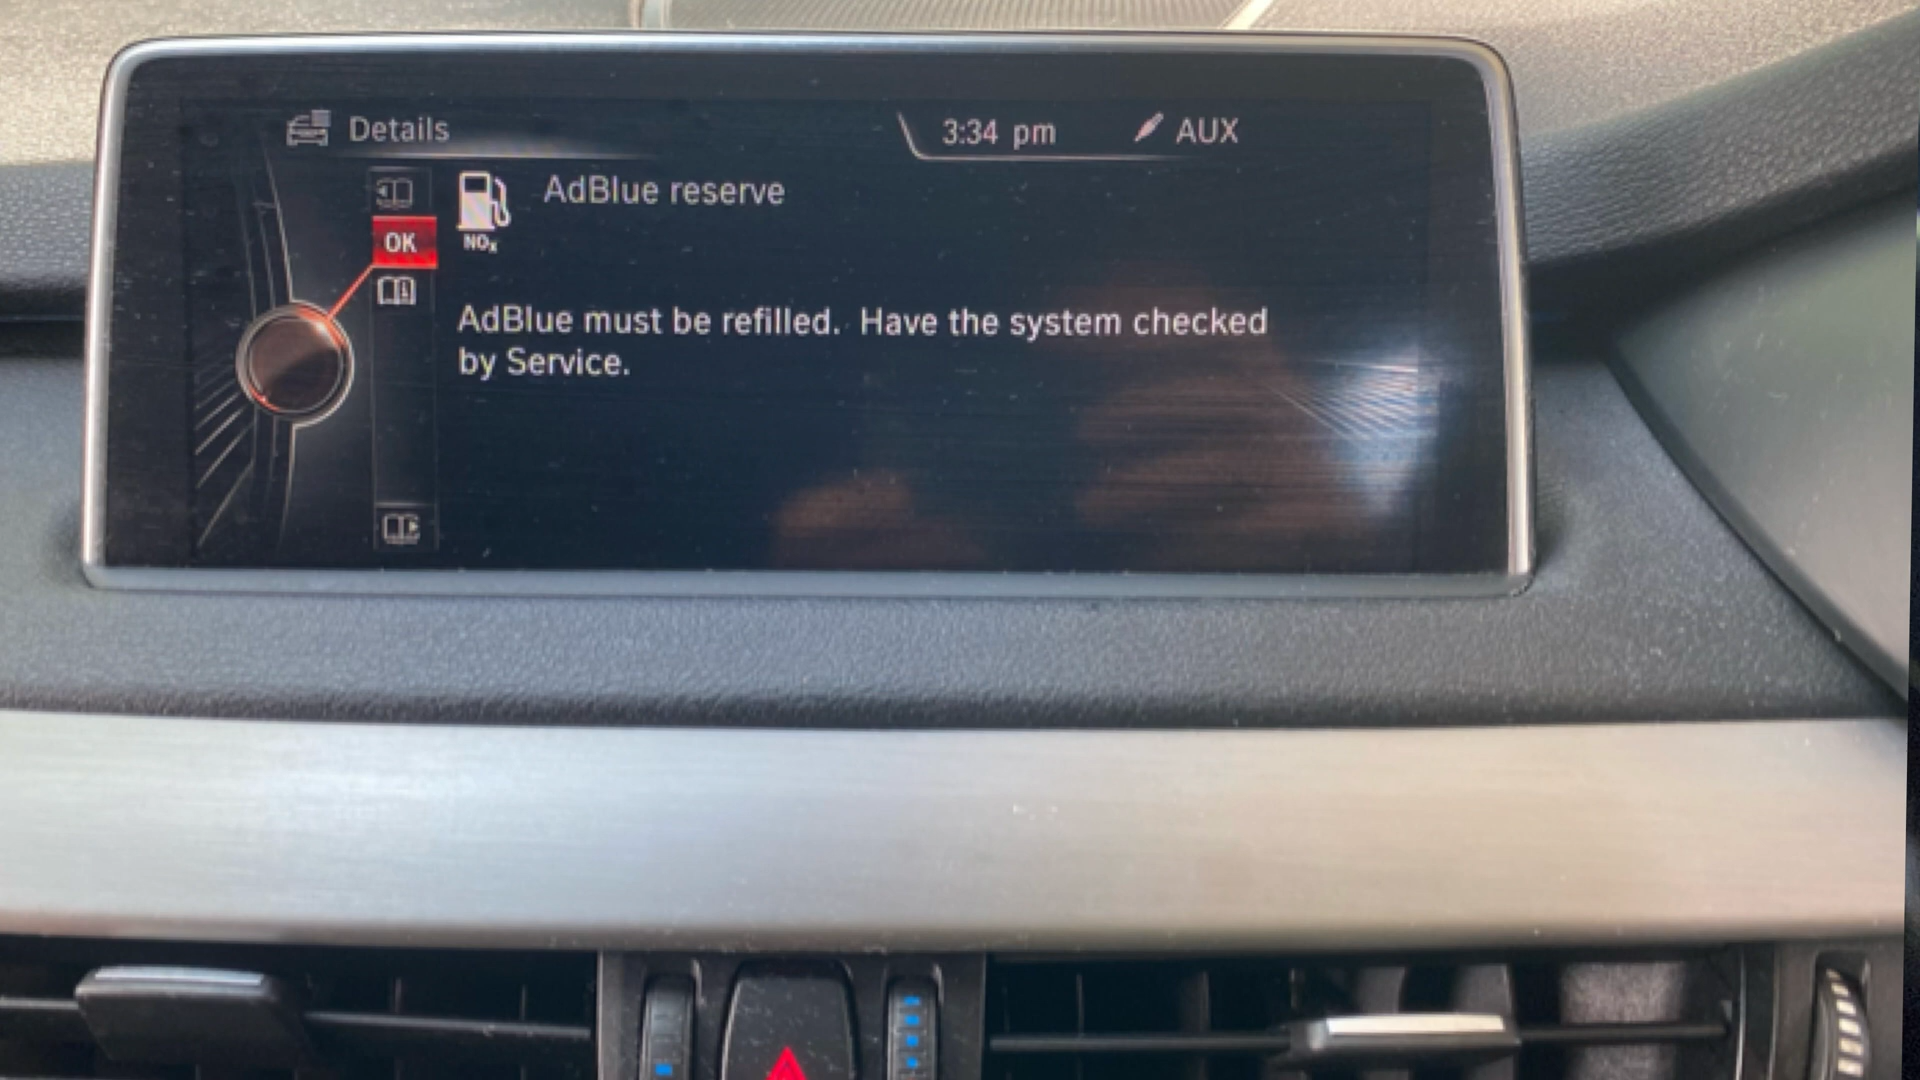 Details
3:34 pm
AUX
AdBlue reserve
OK
NOx
AdBlue must be refilled. Have the system checked
by Service.